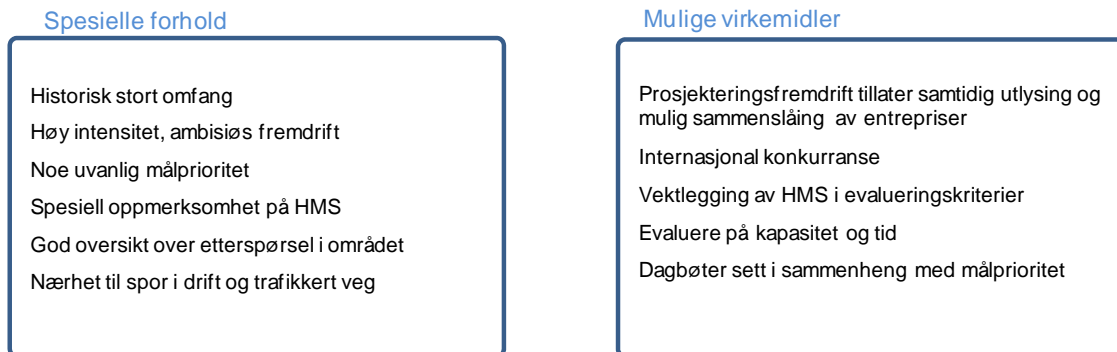 Spesielle forhold
Historisk stort omfang
Høy intensitet, ambisiøs fremdrift
Noe uvanlig målprioritet
Spesiell oppmerksomhet på HMS
God oversikt over etterspørsel i området
Nærhet til spor i drift og trafikkert veg
Mulige virkemidler
Prosjekteringsfremdrift tillater samtidig utlysing og
mulig sammenslåing av entrepriser
Internasjonal konkurranse
Vektlegging av HMS i evalueringskriterier
Evaluere på kapasitet og tid
Dagbøter sett i sammenheng med målprioritet